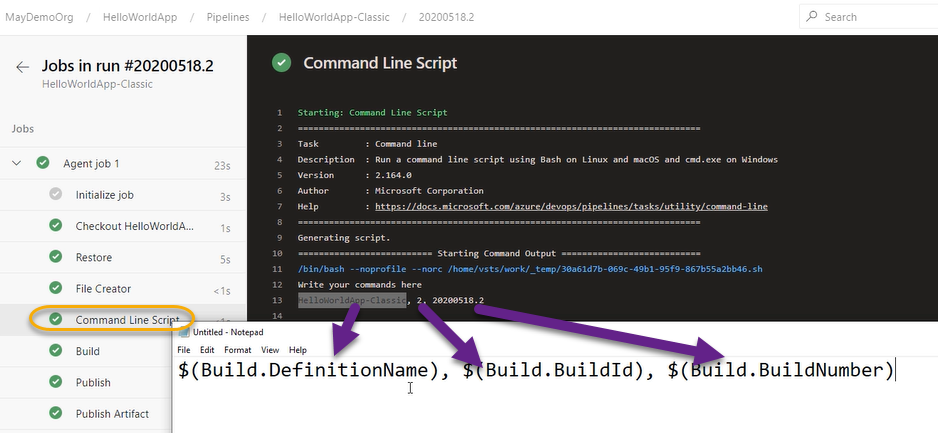 MayDemoOrg / HelloWorldApp / Pipelines / HelloWorldApp-Classic / 20200518.2
Search
Jobs in run #20200518.2
HelloWorldApp-Classic
Jobs
Agent job 1 23s
Initialize job 3s
Checkout HelloWorldA... 1s
Restore 5s
File Creator <1s
Command Line Script
Build
Publish
Publish Artifact
Command Line Script
1 Starting: Command Line Script
2 ==============================================================================
3 Task : Command line
4 Description : Run a command line script using Bash on Linux and macOS and cmd.exe on Windows
5 Version : 2.164.0
6 Author : Microsoft Corporation
7 Help : https://docs.microsoft.com/azure/devops/pipelines/tasks/utility/command-line
8 ==============================================================================
9 Generating script.
10 ========================== Starting Command Output ===========================
11 /bin/bash --noprofile --norc /home/vsts/work/_temp/30a61d7b-069c-49b1-95f9-867b55a2bb46.sh
12 Write your commands here
13 HelloWorldApp-Classic, 2, 20200518.2
14
Untitled - Notepad
File Edit Format View Help
$(Build.DefinitionName), $(Build.BuildId), $(Build.BuildNumber)